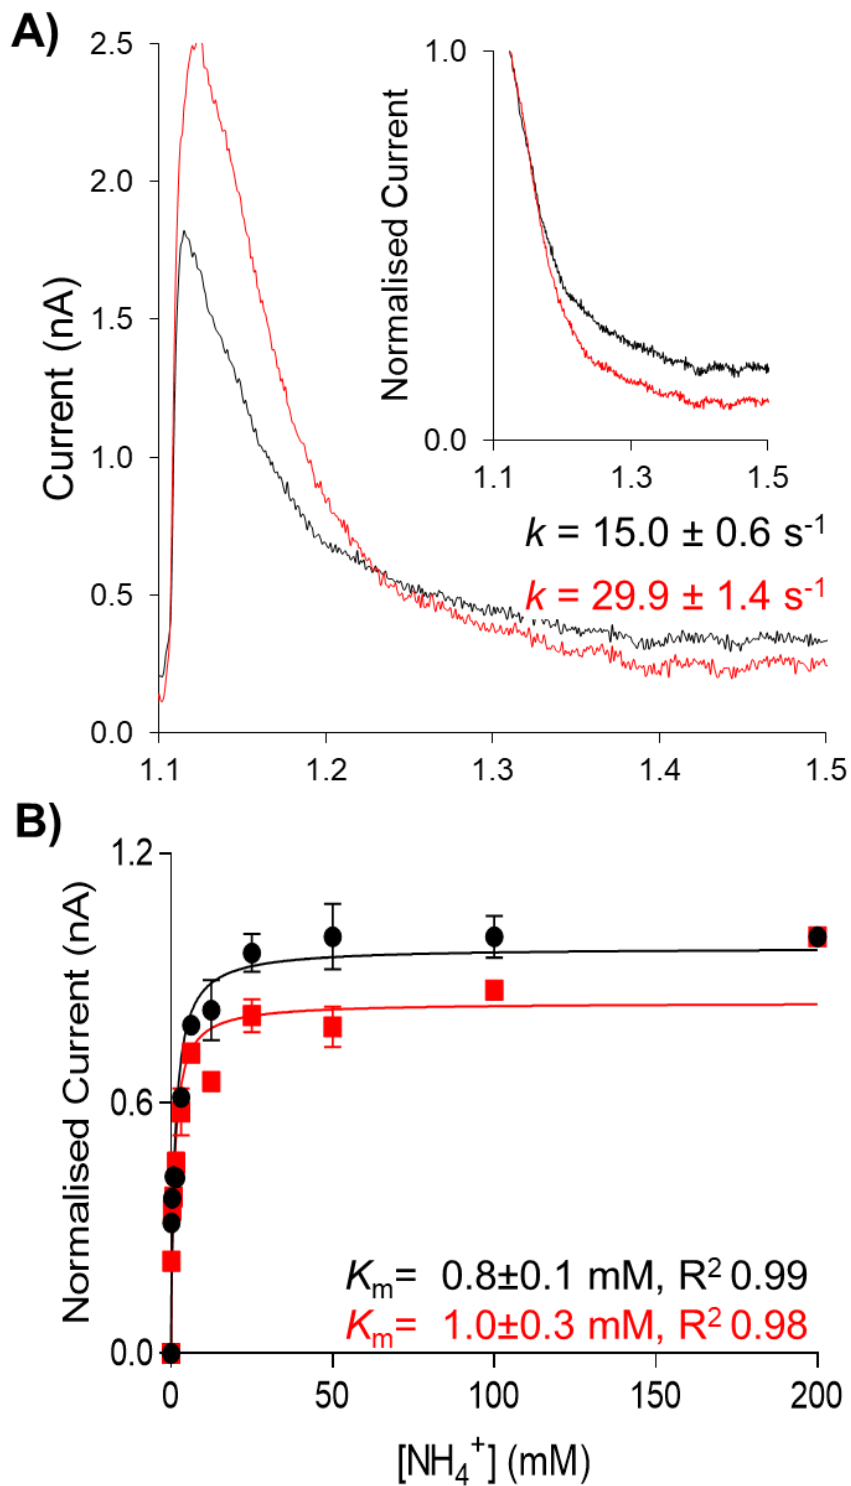 A)
Current (nA)
2.5
2.0
1.5
1.0
0.5
0.0
1.1 1.2 1.3 1.4 1.5
Normalised Current
1.0
0.0
1.1 1.3 1.5
k = 15.0 ± 0.6 s⁻¹
k = 29.9 ± 1.4 s⁻¹
B)
Normalised Current (nA)
1.2
0.6
0.0
Kₘ= 0.8±0.1 mM, R² 0.99
Kₘ= 1.0±0.3 mM, R² 0.98
0 50 100 150 200
[NH₄⁺] (mM)